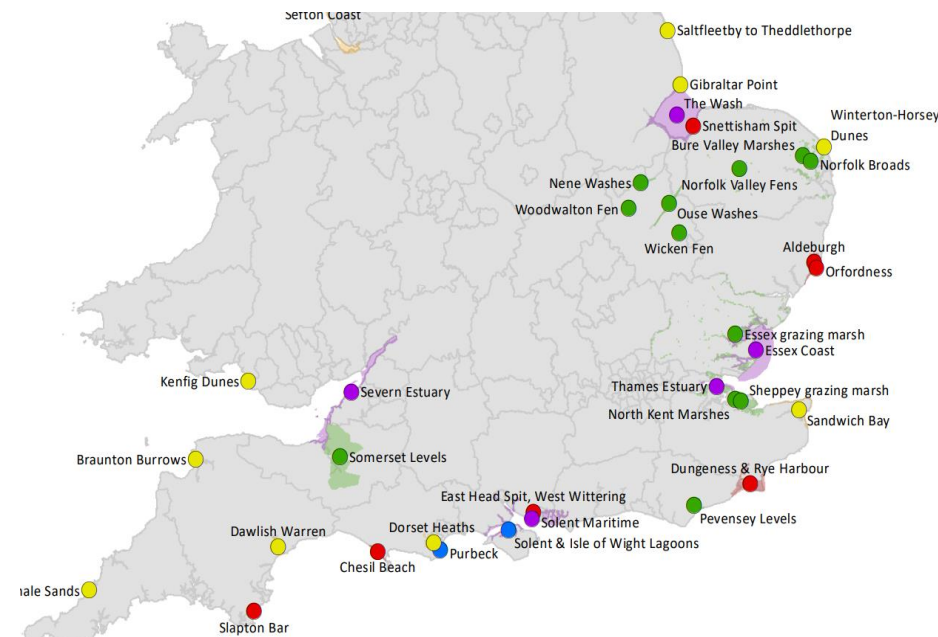 Sefton Coast
Saltfleetby to Theddlethorpe
Gibraltar Point
The Wash
Snettisham Spit
Winterton-Horsey
Dunes
Bure Valley Marshes
Norfolk Broads
Nene Washes
Norfolk Valley Fens
Woodwalton Fen
Ouse Washes
Wicken Fen
Aldeburgh
Orfordness
Essex grazing marsh
Essex Coast
Kenfig Dunes
Severn Estuary
Thames Estuary
Sheppey grazing marsh
North Kent Marshes
Sandwich Bay
Braunton Burrows
Somerset Levels
Dungeness & Rye Harbour
East Head Spit, West Wittering
Solent Maritime
Pevensey Levels
Dawlish Warren
Dorset Heaths
Solent & Isle of Wight Lagoons
Purbeck
Chesil Beach
Sands
Slapton Bar